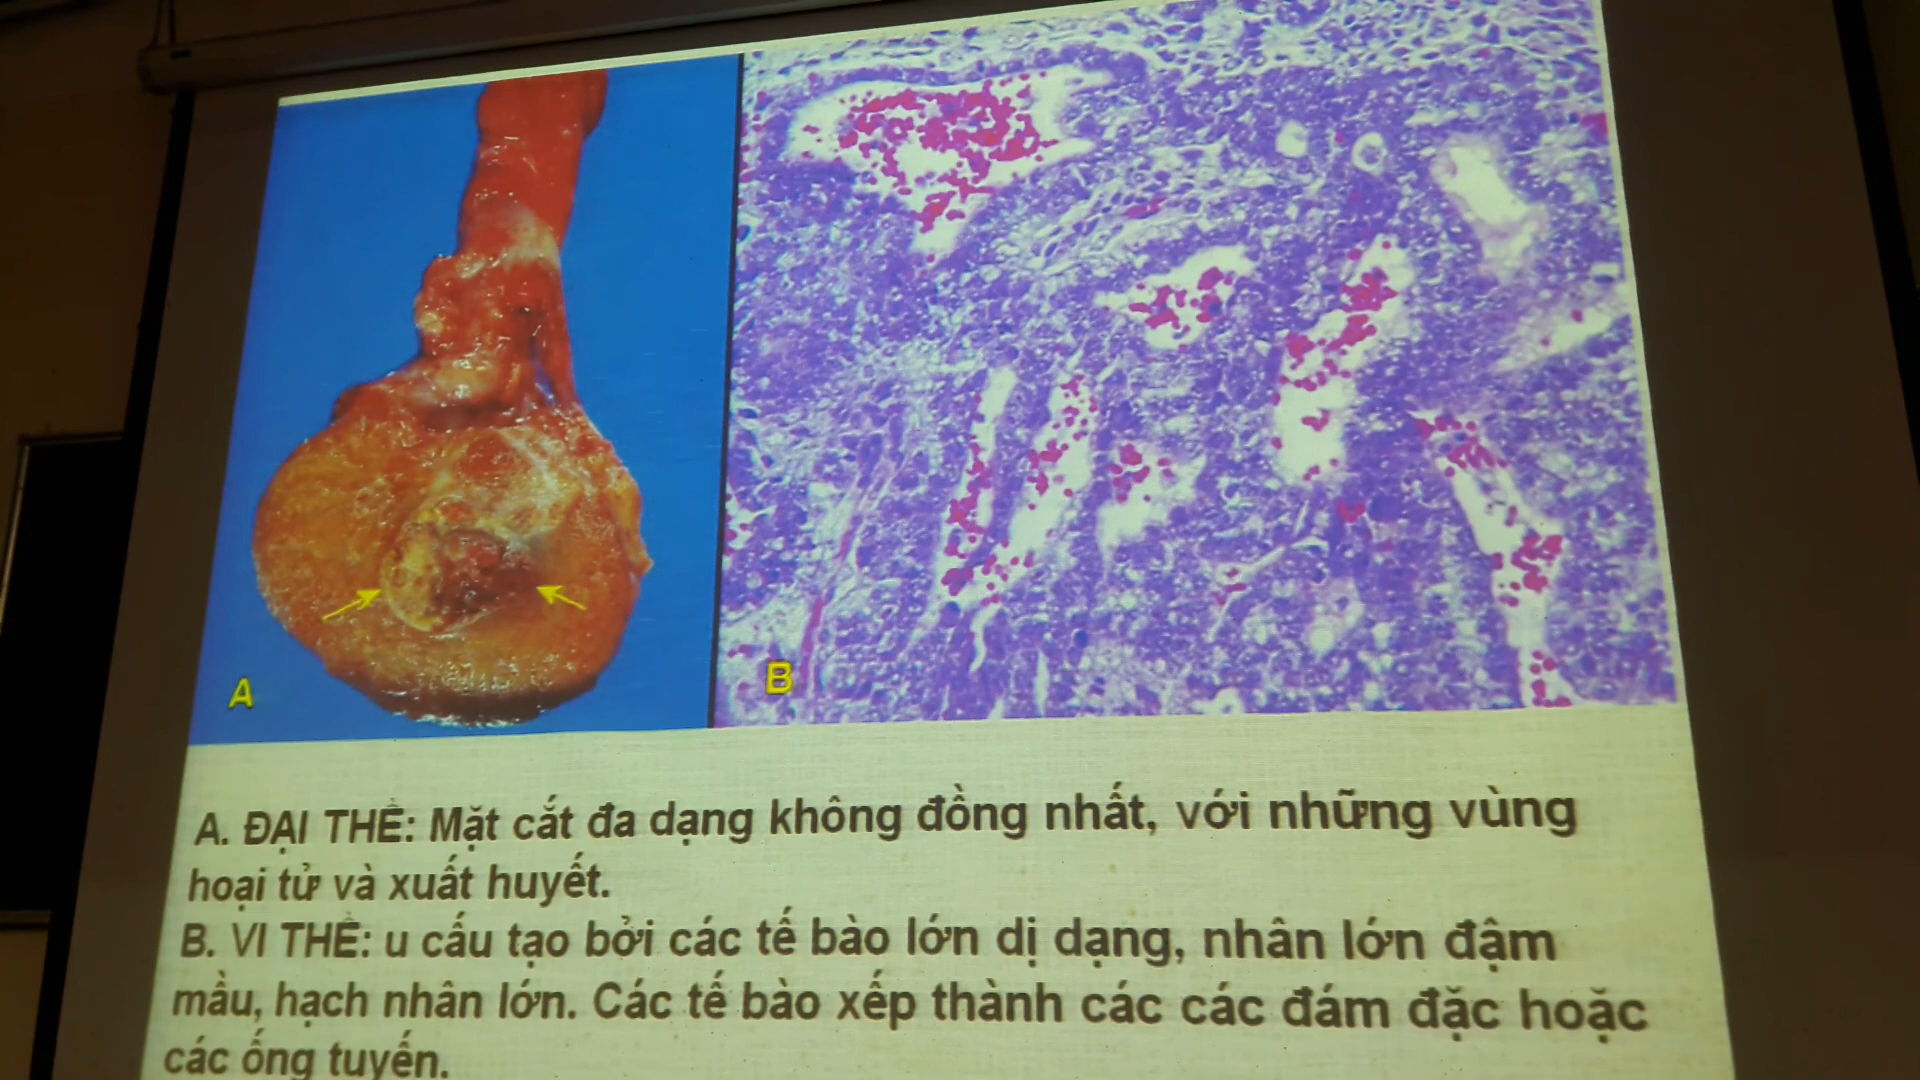 A
B
A. ĐẠI THỂ: Mặt cắt đa dạng không đồng nhất, với những vùng
hoại tử và xuất huyết.
B. VI THỂ: u cấu tạo bởi các tế bào lớn dị dạng, nhân lớn đậm
mầu, hạch nhân lớn. Các tế bào xếp thành các các đám đặc hoặc
các ống tuyến.